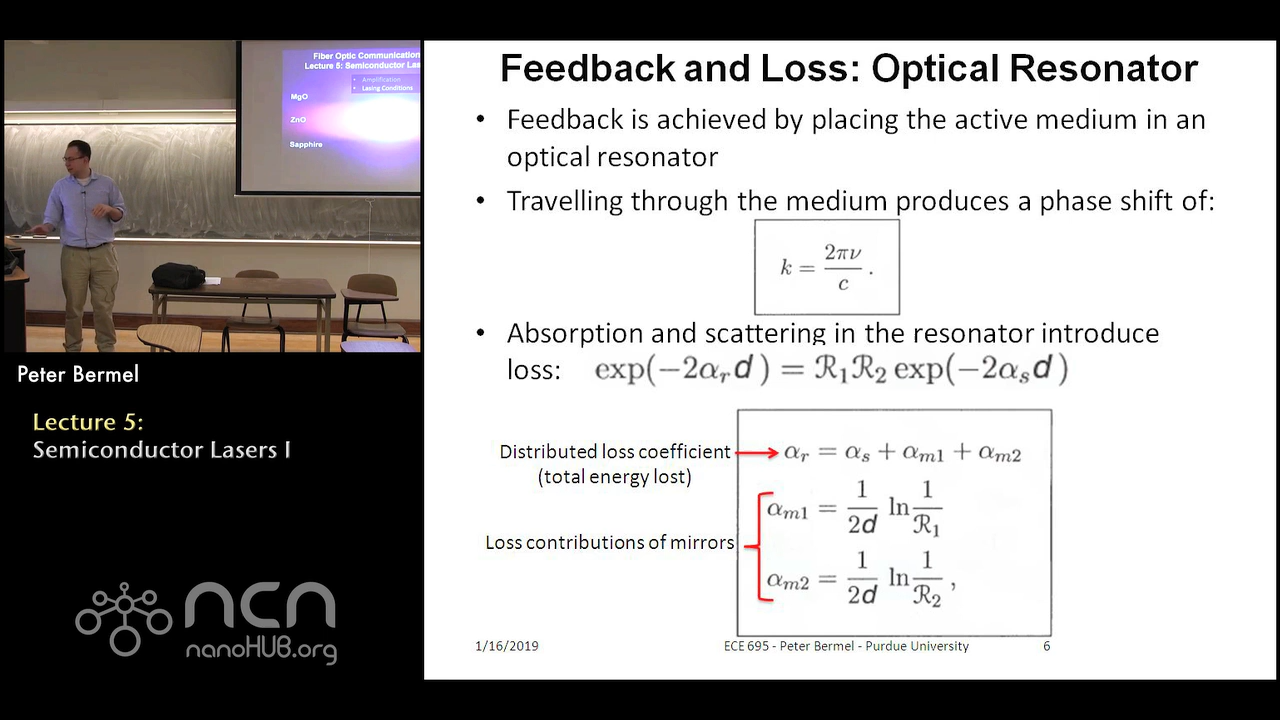 Fiber Optic Communication
Lecture 5: Semiconductor Las
• Amplification
• Lasing Conditions
MgO
ZnO
Sapphire
Peter Bermel
Lecture 5:
Semiconductor Lasers I
ncn
nanoHUB.org
Feedback and Loss: Optical Resonator
• Feedback is achieved by placing the active medium in an
optical resonator
• Travelling through the medium produces a phase shift of:
k = 2πν/c .
• Absorption and scattering in the resonator introduce
loss: exp(−2α_r d) = ℛ₁ℛ₂ exp(−2α_s d)
Distributed loss coefficient
(total energy lost)
α_r = α_s + α_m1 + α_m2
α_m1 = 1/2d ln 1/ℛ₁
Loss contributions of mirrors
α_m2 = 1/2d ln 1/ℛ₂ ,
1/16/2019 ECE 695 - Peter Bermel - Purdue University 6